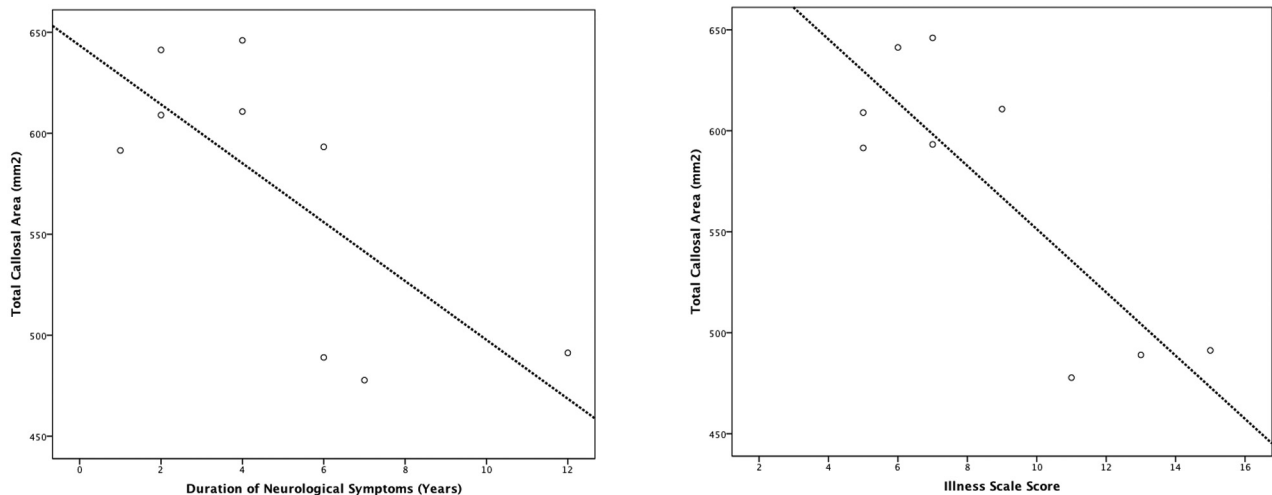 650
600
550
500
450
0 2 4 6 8 10 12
Total Callosal Area (mm2)
Duration of Neurological Symptoms (Years)
650
600
550
500
450
2 4 6 8 10 12 14 16
Total Callosal Area (mm2)
Illness Scale Score